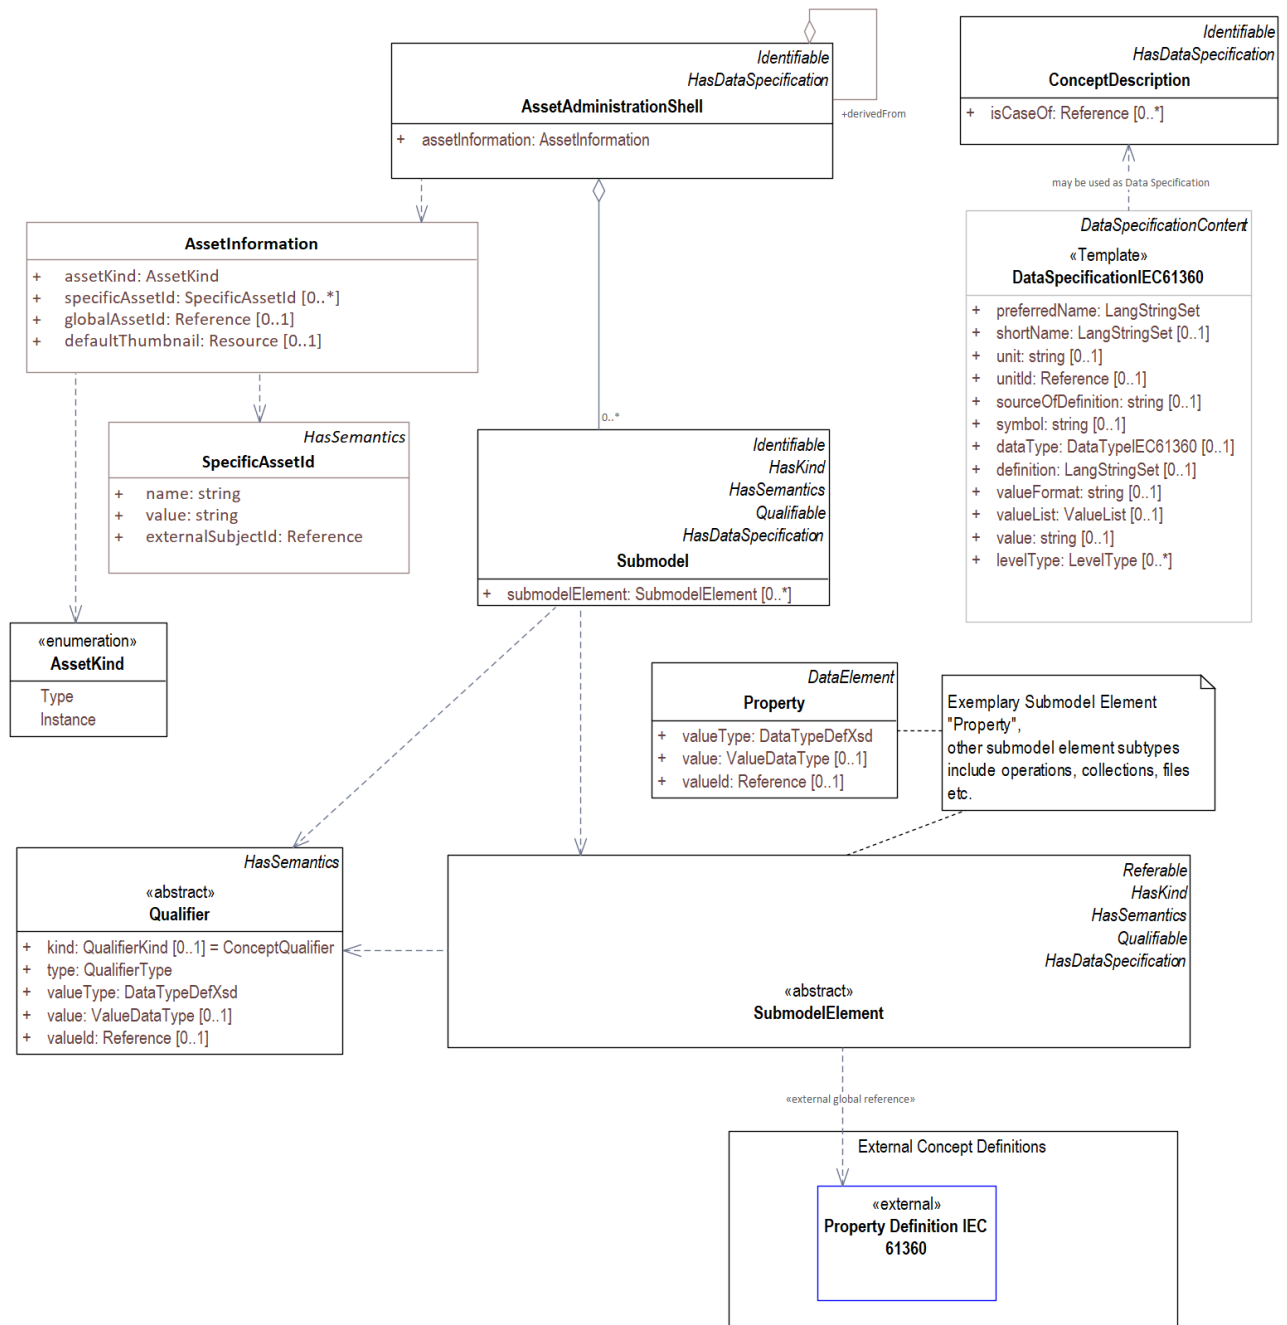 Identifiable
HasDataSpecification
AssetAdministrationShell
+ assetInformation: AssetInformation
+derivedFrom
Identifiable
HasDataSpecification
ConceptDescription
+ isCaseOf: Reference [0..*]
may be used as Data Specification
DataSpecificationContent
«Template»
DataSpecificationIEC61360
+ preferredName: LangStringSet
+ shortName: LangStringSet [0..1]
+ unit: string [0..1]
+ unitId: Reference [0..1]
+ sourceOfDefinition: string [0..1]
+ symbol: string [0..1]
+ dataType: DataTypeIEC61360 [0..1]
+ definition: LangStringSet [0..1]
+ valueFormat: string [0..1]
+ valueList: ValueList [0..1]
+ value: string [0..1]
+ levelType: LevelType [0..*]
AssetInformation
+ assetKind: AssetKind
+ specificAssetId: SpecificAssetId [0..*]
+ globalAssetId: Reference [0..1]
+ defaultThumbnail: Resource [0..1]
HasSemantics
SpecificAssetId
+ name: string
+ value: string
+ externalSubjectId: Reference
0..*
Identifiable
HasKind
HasSemantics
Qualifiable
HasDataSpecification
Submodel
+ submodelElement: SubmodelElement [0..*]
«enumeration»
AssetKind
Type
Instance
DataElement
Property
+ valueType: DataTypeDefXsd
+ value: ValueDataType [0..1]
+ valueId: Reference [0..1]
Exemplary Submodel Element
"Property",
other submodel element subtypes
include operations, collections, files
etc.
HasSemantics
«abstract»
Qualifier
+ kind: QualifierKind [0..1] = ConceptQualifier
+ type: QualifierType
+ valueType: DataTypeDefXsd
+ value: ValueDataType [0..1]
+ valueId: Reference [0..1]
Referable
HasKind
HasSemantics
Qualifiable
HasDataSpecification
«abstract»
SubmodelElement
«external global reference»
External Concept Definitions
«external»
Property Definition IEC
61360